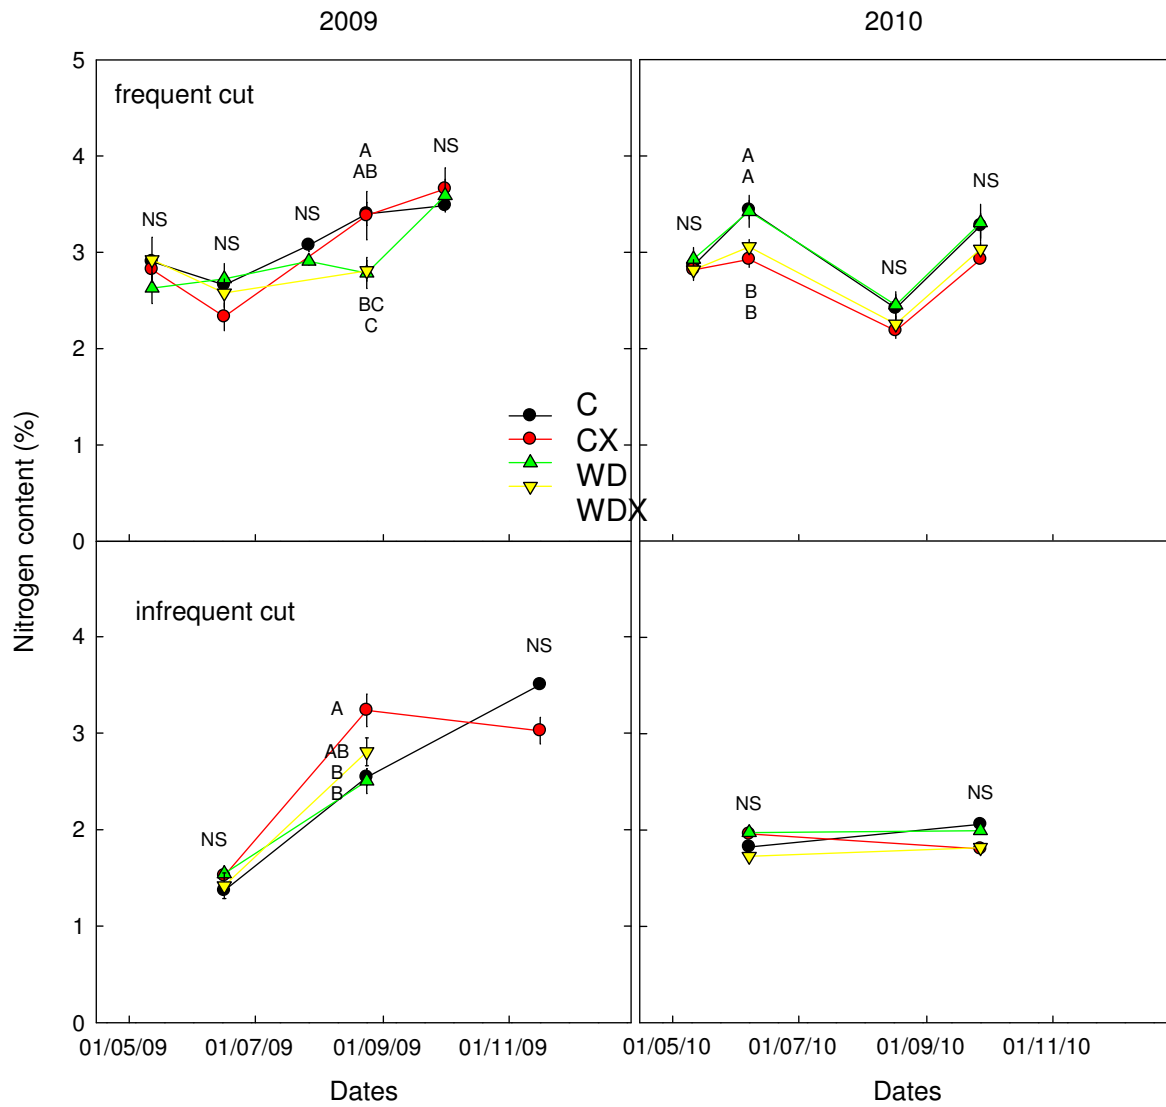 2009
2010
5
4
3
2
1
0
frequent cut
NS
NS
NS
A
AB
BC
C
NS
NS
A
A
B
B
NS
NS
C
CX
WD
WDX
Nitrogen content (%)
4
3
2
1
0
infrequent cut
NS
A
AB
B
B
NS
NS
NS
01/05/09
01/07/09
01/09/09
01/11/09
01/05/10
01/07/10
01/09/10
01/11/10
Dates
Dates